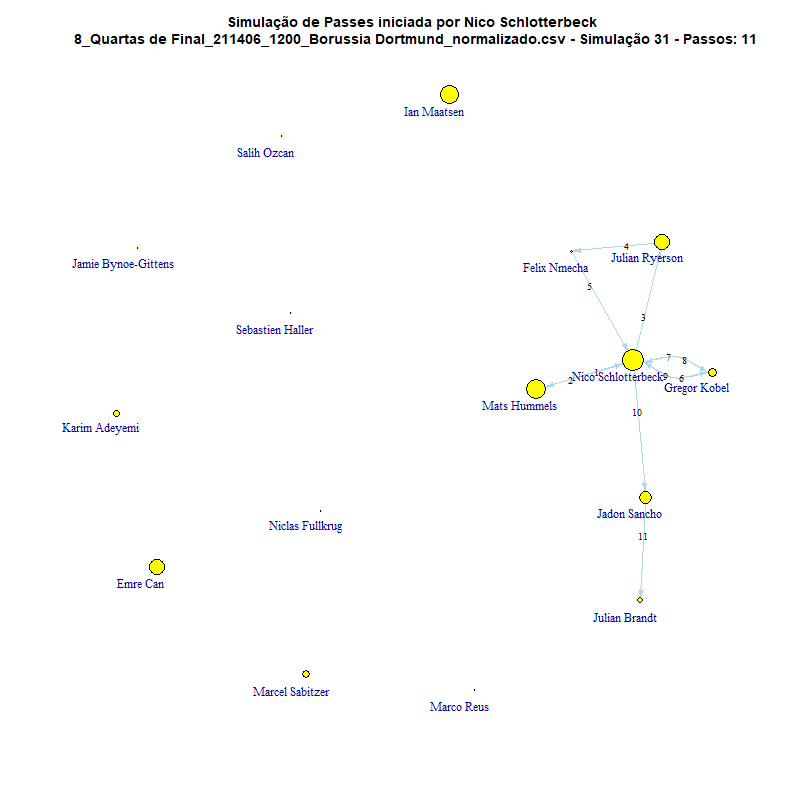 Simulação de Passes iniciada por Nico Schlotterbeck
8_Quartas de Final_211406_1200_Borussia Dortmund_normalizado.csv - Simulação 31 - Passos: 11
Ian Maatsen
Salih Ozcan
4
Julian Ryerson
Jamie Bynoe-Gittens
Felix Nmecha
5
3
Sebastien Haller
7
8
1
2
Nico Schlotterbeck
9
6
Gregor Kobel
Mats Hummels
10
Karim Adeyemi
Jadon Sancho
Niclas Fullkrug
11
Emre Can
Julian Brandt
Marcel Sabitzer
Marco Reus